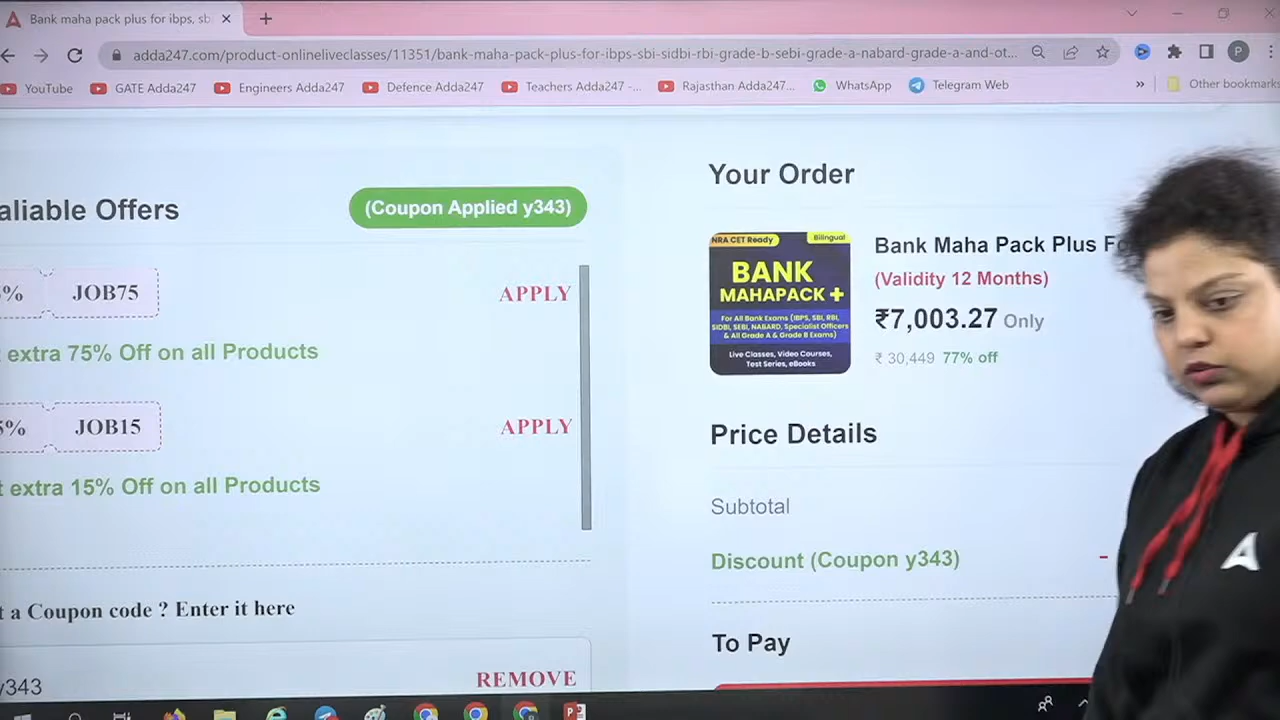 Bank maha pack plus for ibps, sb
adda247.com/product-onlineliveclasses/11351/bank-maha-pack-plus-for-ibps-sbi-sidbi-rbi-grade-b-sebi-grade-a-nabard-grade-a-and-ot...
P
YouTube
GATE Adda247
Engineers Adda247
Defence Adda247
Teachers Adda247 -...
Rajasthan Adda247...
WhatsApp
Telegram Web
»
Other bookmarks
aliable Offers
(Coupon Applied y343)
%
JOB75
APPLY
t extra 75% Off on all Products
5%
JOB15
APPLY
t extra 15% Off on all Products
t a Coupon code ? Enter it here
y343
REMOVE
Your Order
NRA CET Ready
Bilingual
BANK
MAHAPACK +
For All Bank Exams (IBPS, SBI, RBI,
SIDBI, SEBI, NABARD, Specialist Officers
& All Grade A & Grade B Exams)
Live Classes, Video Courses,
Test Series, eBooks
Bank Maha Pack Plus Fo
(Validity 12 Months)
₹7,003.27 Only
₹ 30,449 77% off
Price Details
Subtotal
Discount (Coupon y343)
-
To Pay